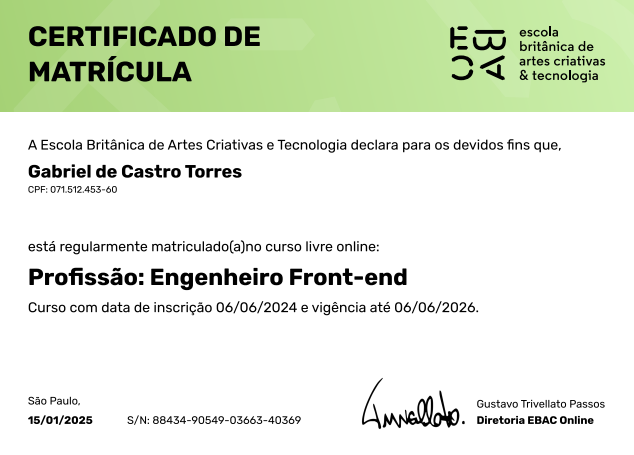 CERTIFICADO DE
MATRÍCULA
EBAC
escola
britânica de
artes criativas
& tecnologia
A Escola Britânica de Artes Criativas e Tecnologia declara para os devidos fins que,
Gabriel de Castro Torres
CPF: 071.512.453-60
está regularmente matriculado(a)no curso livre online:
Profissão: Engenheiro Front-end
Curso com data de inscrição 06/06/2024 e vigência até 06/06/2026.
São Paulo,
15/01/2025
S/N: 88434-90549-03663-40369
Gustavo Trivellato Passos
Diretoria EBAC Online